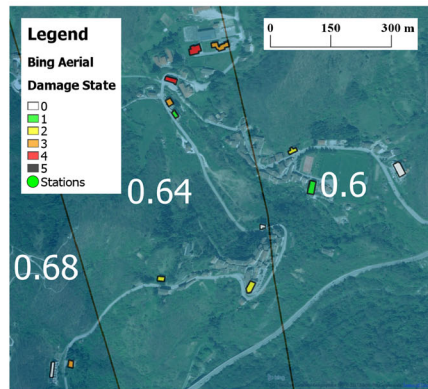 Legend
Bing Aerial
Damage State
0
1
2
3
4
5
Stations
0 150 300 m
0.64
0.6
0.68